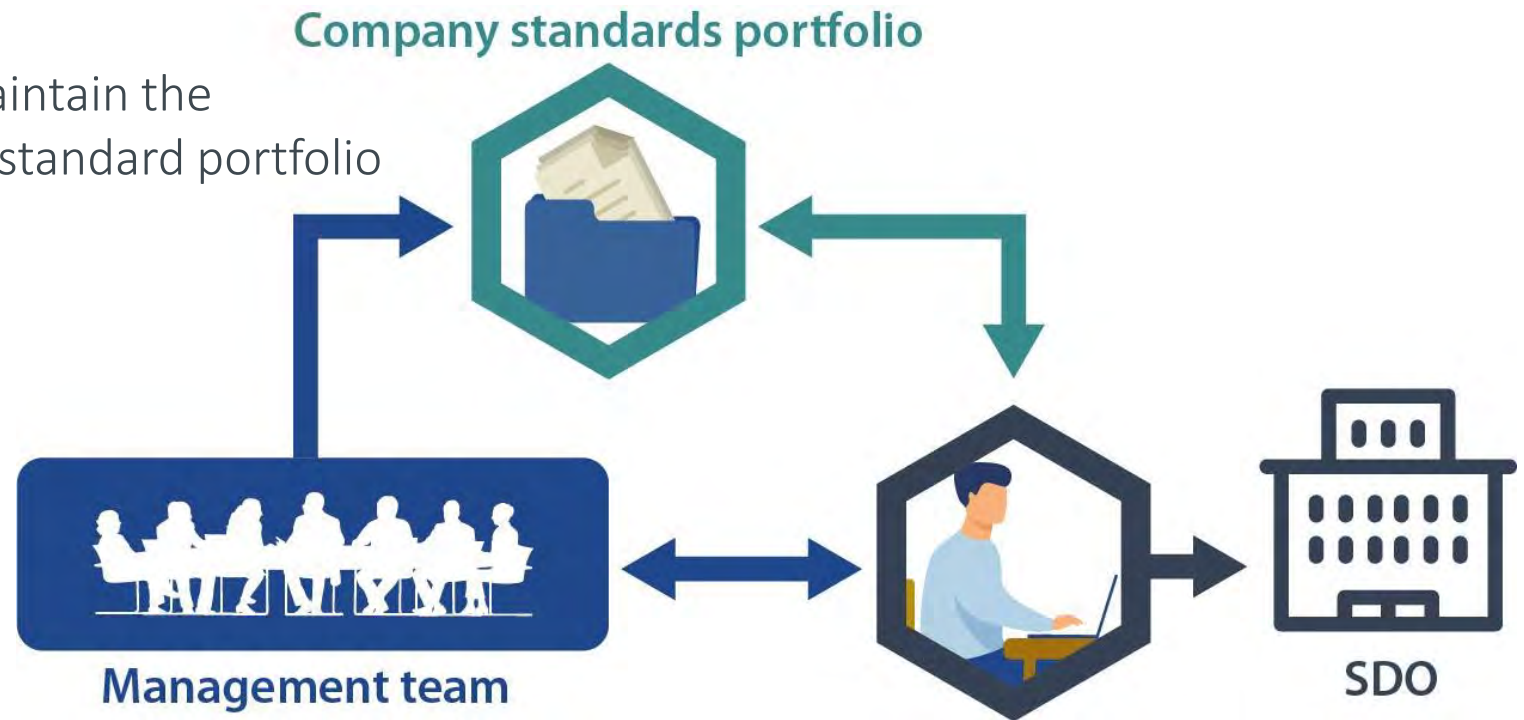 Company standards portfolio
aintain the
standard portfolio
Management team
SDO